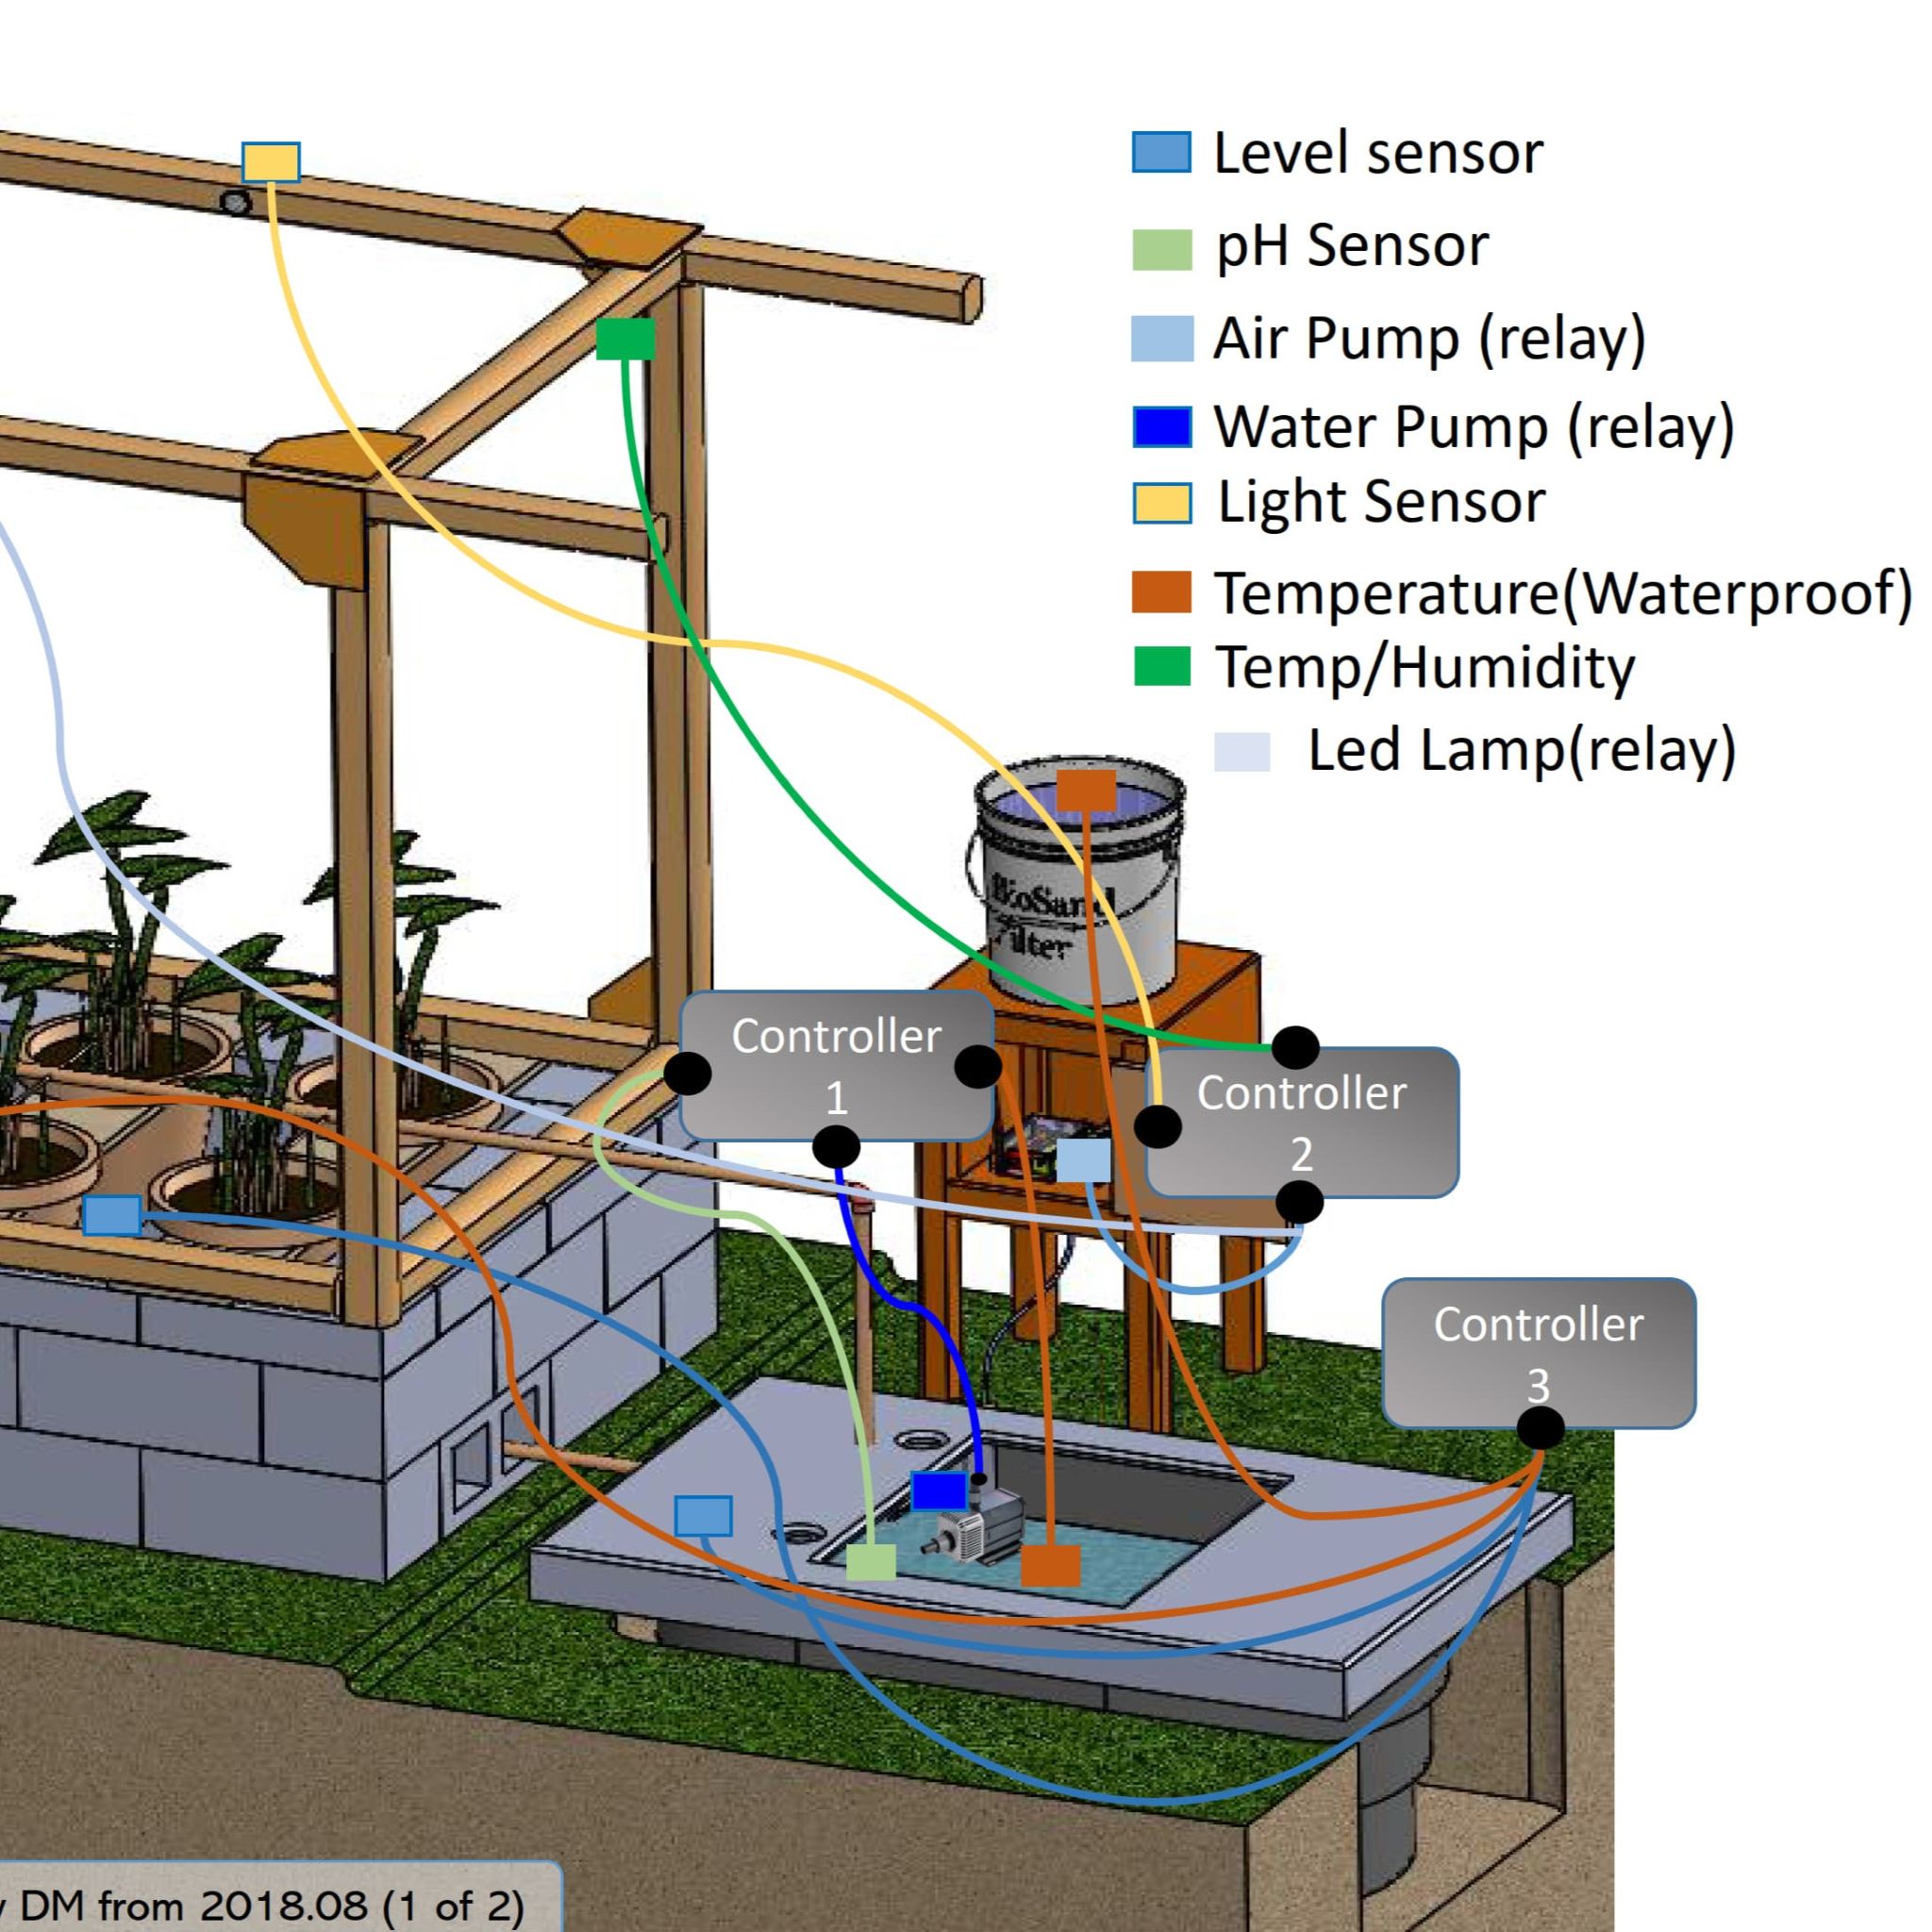 Level sensor
pH Sensor
Air Pump (relay)
Water Pump (relay)
Light Sensor
Temperature(Waterproof)
Temp/Humidity
Led Lamp(relay)
BioSand
Filter
Controller
1
Controller
2
Controller
3
DM from 2018.08 (1 of 2)